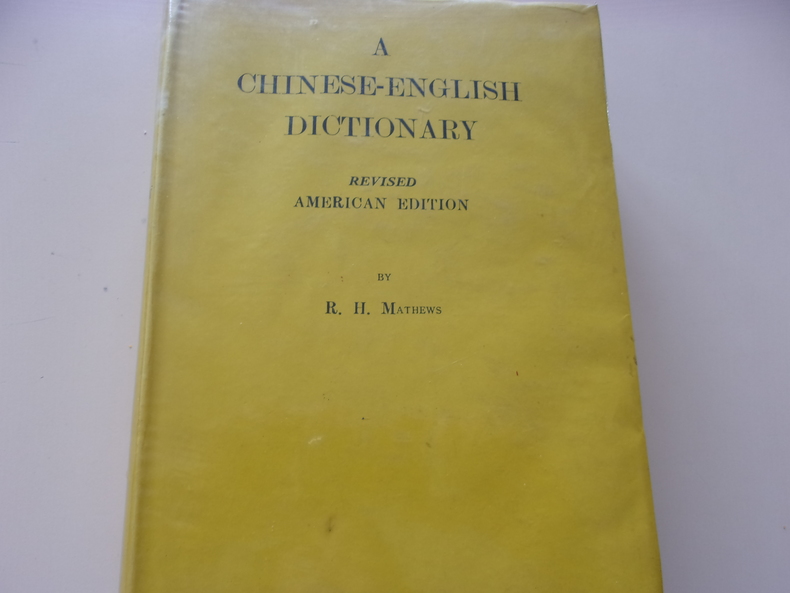 A
CHINESE-ENGLISH
DICTIONARY
REVISED
AMERICAN EDITION
BY
R. H. MATHEWS